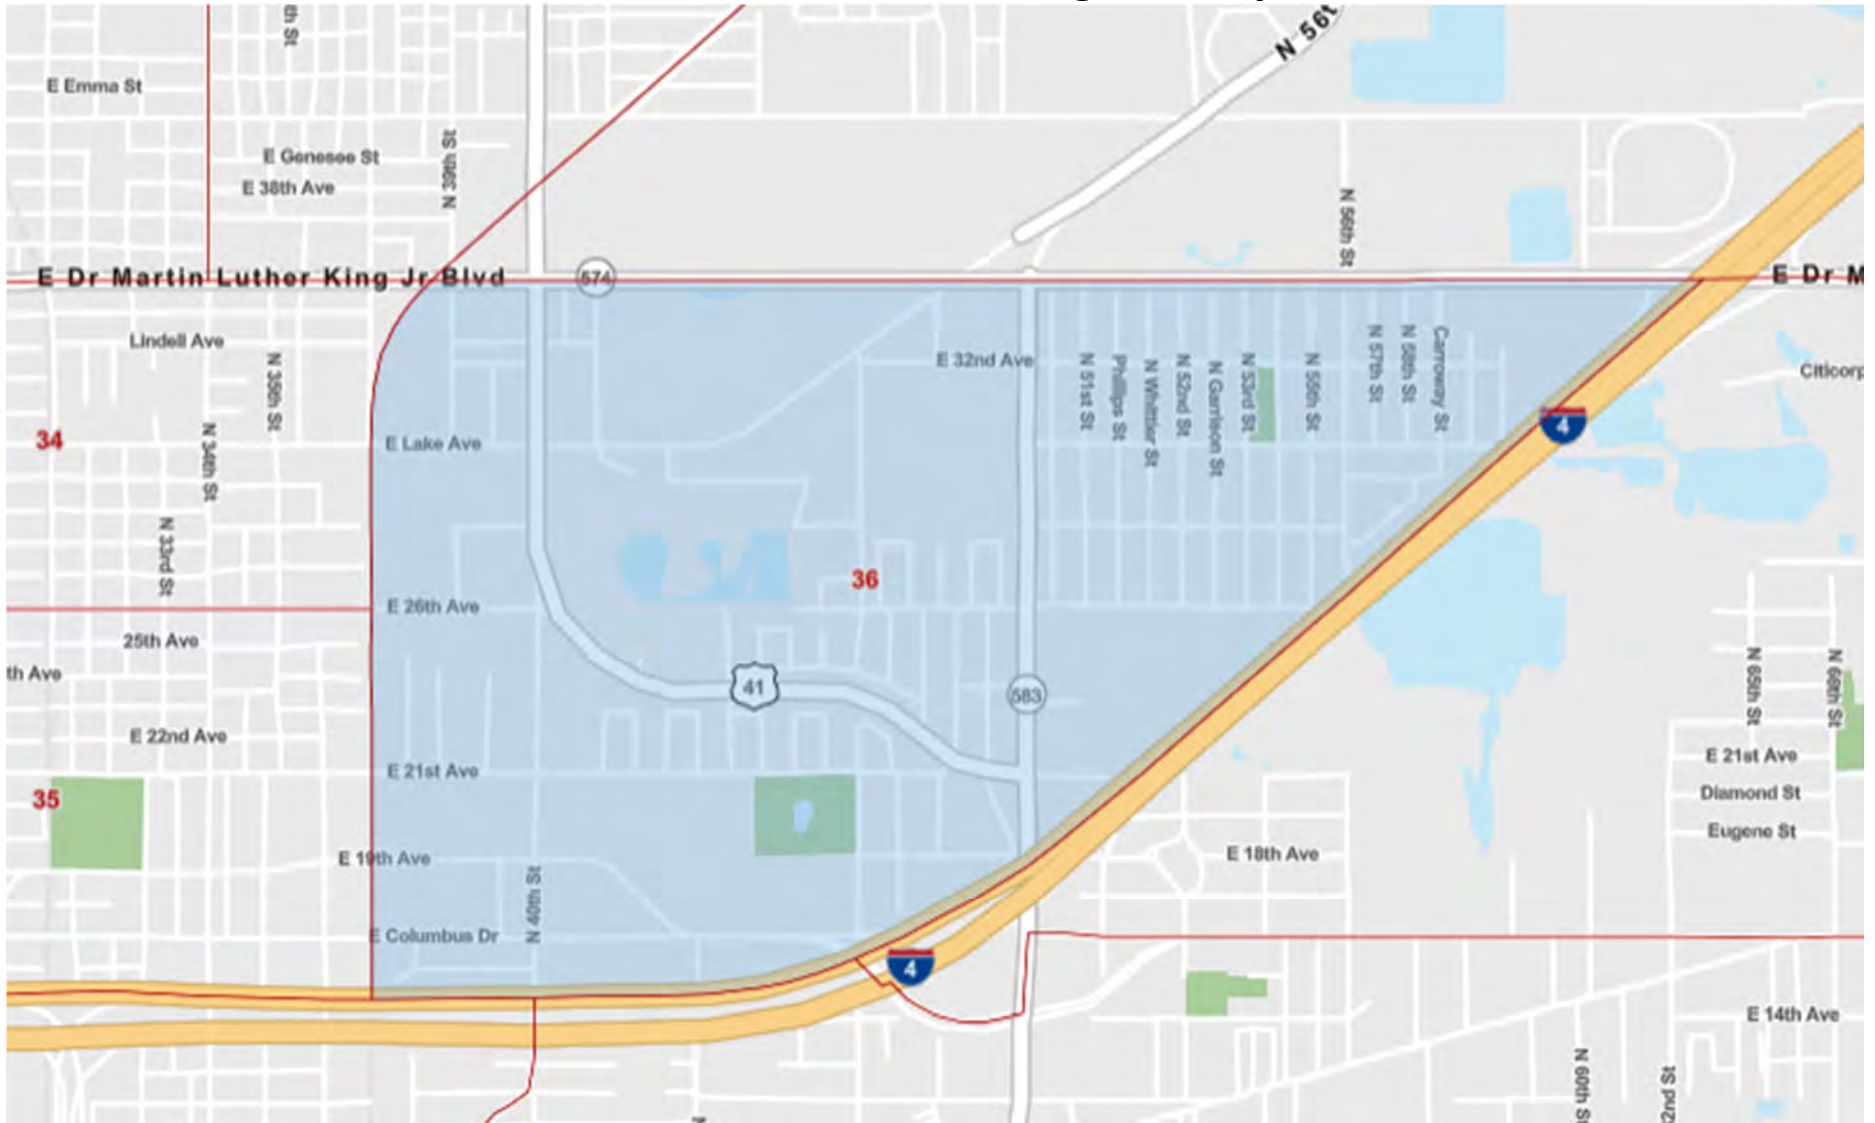 N 56t
E Emma St
E Genesee St
N 39th St
E 38th Ave
N 56th St
E Dr Martin Luther King Jr Blvd
574
E Dr M
Lindell Ave
N 35th St
E 32nd Ave
N 51st St
Phillips St
N Whittier St
N 52nd St
N Garrison St
N 53rd St
N 55th St
N 57th St
N 58th St
Carroway St
Citicorp
34
N 34th St
E Lake Ave
4
N 33rd St
36
E 26th Ave
25th Ave
th Ave
41
583
N 65th St
N 66th St
E 22nd Ave
E 21st Ave
E 21st Ave
35
Diamond St
Eugene St
E 19th Ave
E 18th Ave
N 40th St
E Columbus Dr
4
E 14th Ave
N 60th St
2nd St
N